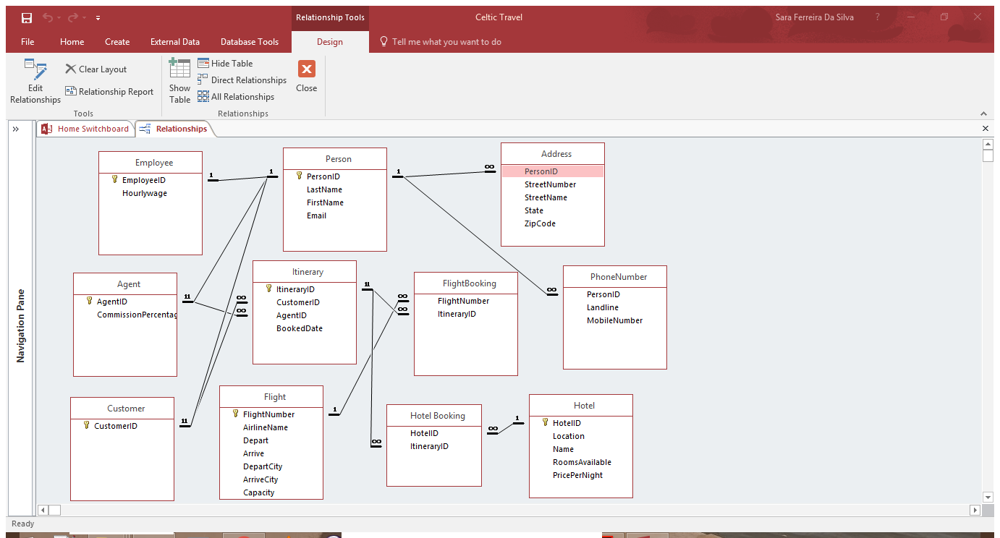 Relationship Tools
Celtic Travel
Sara Ferreira Da Silva
?
File Home Create External Data Database Tools Design Tell me what you want to do
Edit Relationships
Clear Layout
Relationship Report
Tools
Show Table
Hide Table
Direct Relationships
All Relationships
Relationships
Close
Home Switchboard
Relationships
Navigation Pane
Employee
EmployeeID
Hourlywage
1
1
Person
PersonID
LastName
FirstName
Email
1
∞
Address
PersonID
StreetNumber
StreetName
State
ZipCode
Agent
AgentID
CommissionPercentag
11
∞
∞
Itinerary
ItineraryID
CustomerID
AgentID
BookedDate
11
∞
∞
FlightBooking
FlightNumber
ItineraryID
∞
PhoneNumber
PersonID
Landline
MobileNumber
Customer
CustomerID
11
Flight
FlightNumber
AirlineName
Depart
Arrive
DepartCity
ArriveCity
Capacity
1
∞
Hotel Booking
HotelID
ItineraryID
∞
1
Hotel
HotelID
Location
Name
RoomsAvailable
PricePerNight
Ready